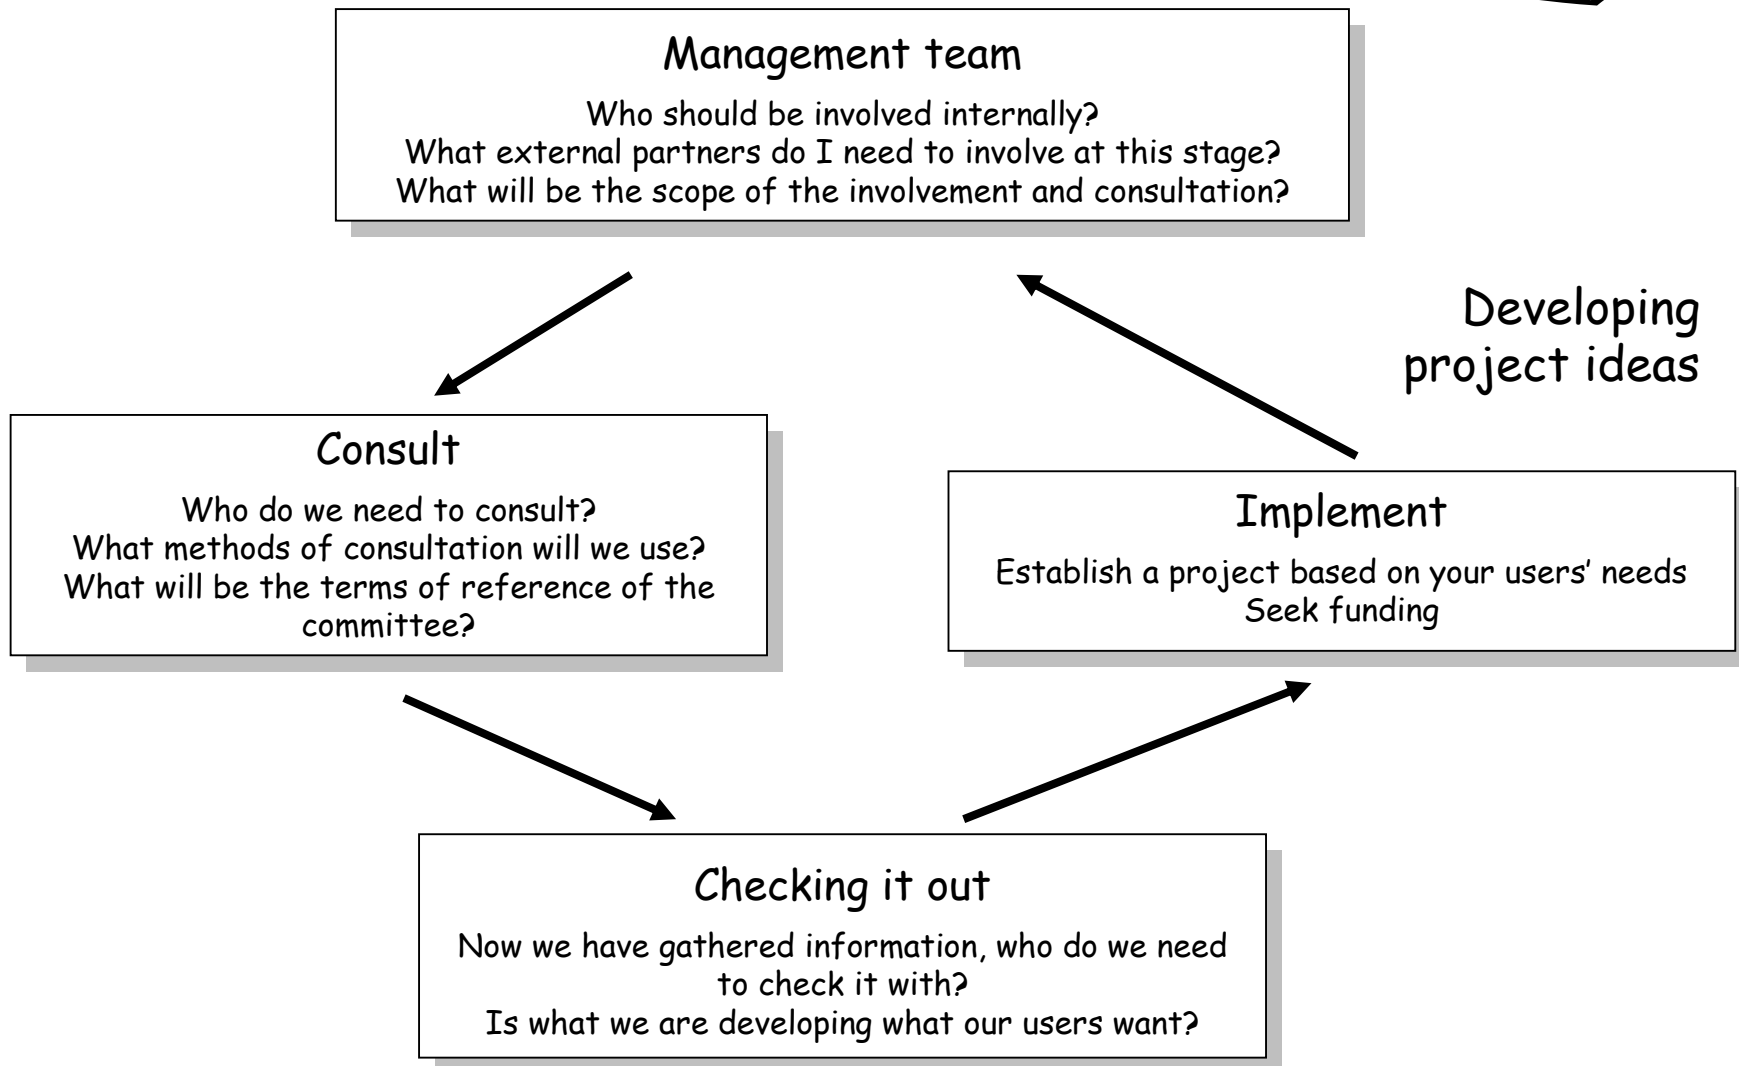 Management team
Who should be involved internally?
What external partners do I need to involve at this stage?
What will be the scope of the involvement and consultation?
Developing
project ideas
Consult
Who do we need to consult?
What methods of consultation will we use?
What will be the terms of reference of the
committee?
Implement
Establish a project based on your users’ needs
Seek funding
Checking it out
Now we have gathered information, who do we need
to check it with?
Is what we are developing what our users want?